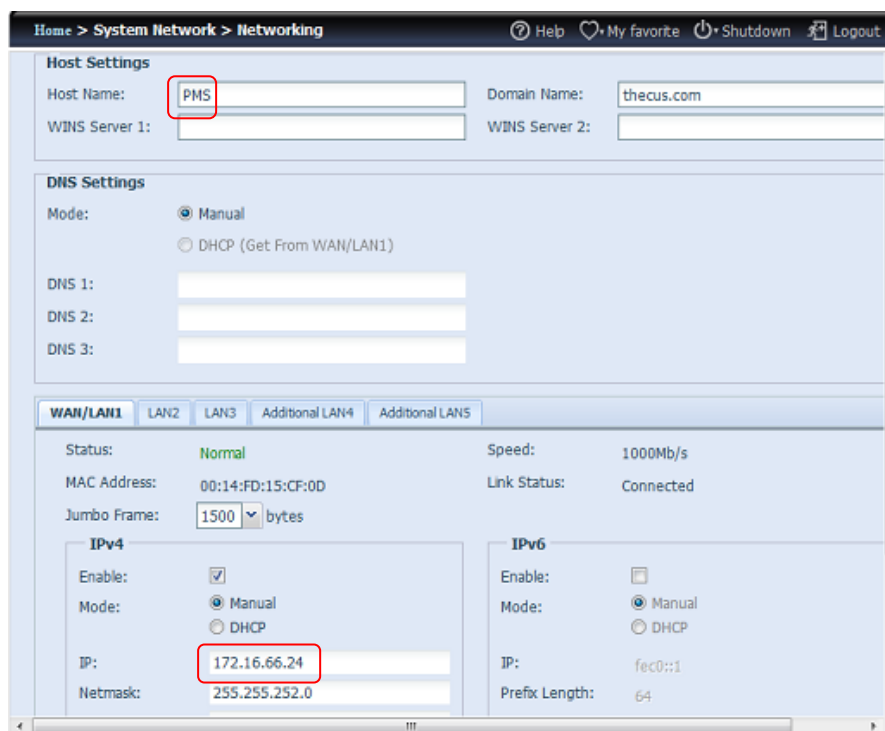 Home > System Network > Networking Help My favorite Shutdown Logout
Host Settings
Host Name: PMS Domain Name: thecus.com
WINS Server 1: WINS Server 2:
DNS Settings
Mode: Manual
DHCP (Get From WAN/LAN1)
DNS 1:
DNS 2:
DNS 3:
WAN/LAN1 LAN2 LAN3 Additional LAN4 Additional LAN5
Status: Normal Speed: 1000Mb/s
MAC Address: 00:14:FD:15:CF:0D Link Status: Connected
Jumbo Frame: 1500 bytes
IPv4 IPv6
Enable: Enable:
Mode: Manual Mode: Manual
DHCP DHCP
IP: 172.16.66.24 IP: fec0::1
Netmask: 255.255.252.0 Prefix Length: 64